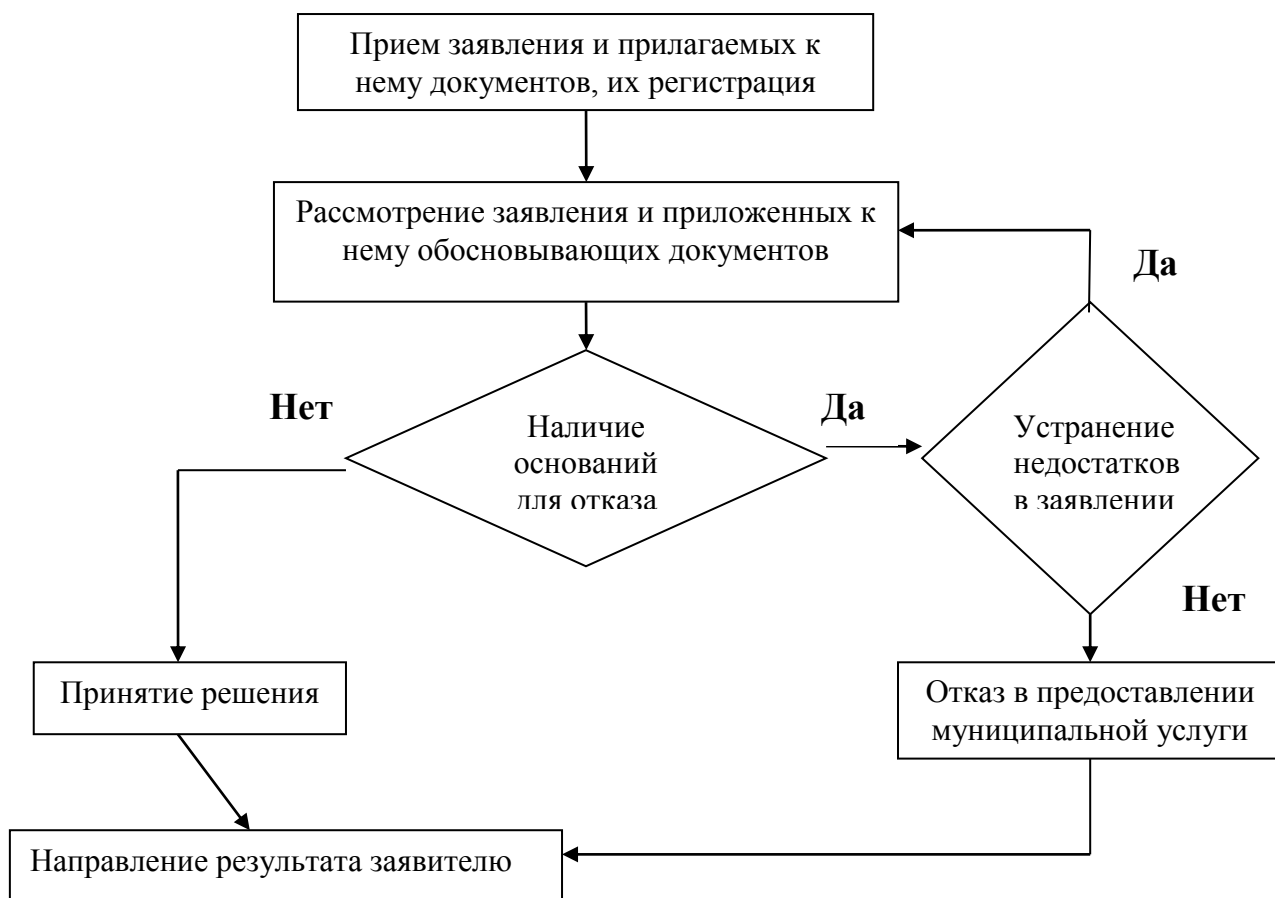 Прием заявления и прилагаемых к
нему документов, их регистрация
Рассмотрение заявления и приложенных к
нему обосновывающих документов
Да
Нет
Да
Наличие
оснований
для отказа
Устранение
недостатков
в заявлении
Нет
Принятие решения
Отказ в предоставлении
муниципальной услуги
Направление результата заявителю